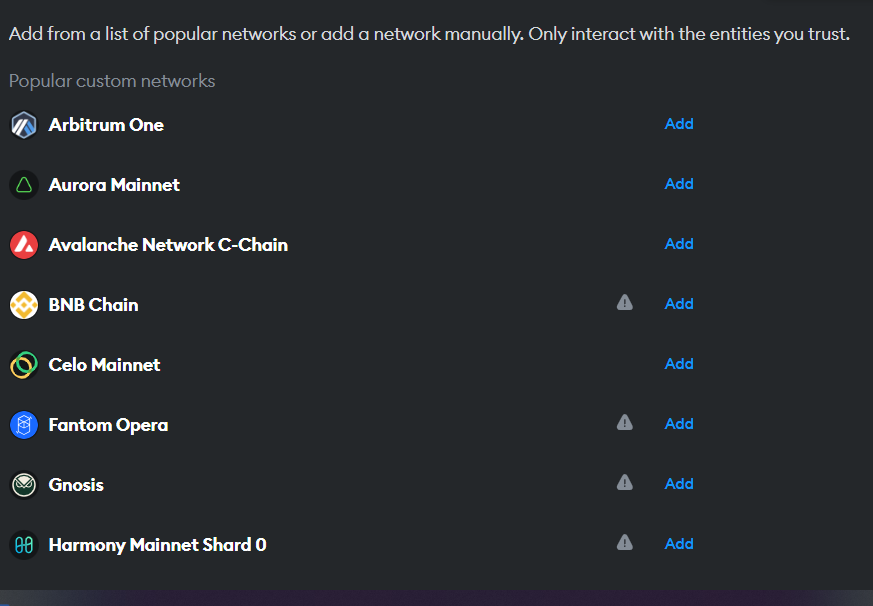 Add from a list of popular networks or add a network manually. Only interact with the entities you trust.
Popular custom networks
Arbitrum One Add
Aurora Mainnet Add
Avalanche Network C-Chain Add
BNB Chain Add
Celo Mainnet Add
Fantom Opera Add
Gnosis Add
Harmony Mainnet Shard 0 Add